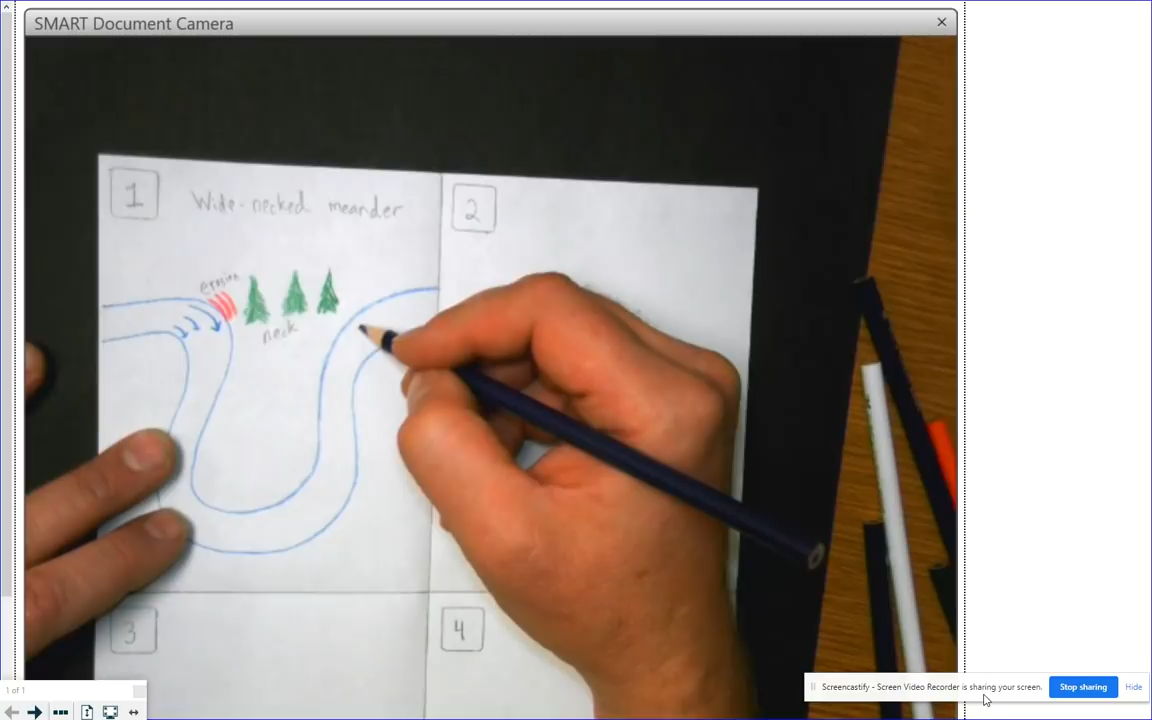 SMART Document Camera
1
Wide-necked meander
2
erosion
neck
3
4
1 of 1
Screencastify - Screen Video Recorder is sharing your screen.
Stop sharing
Hide